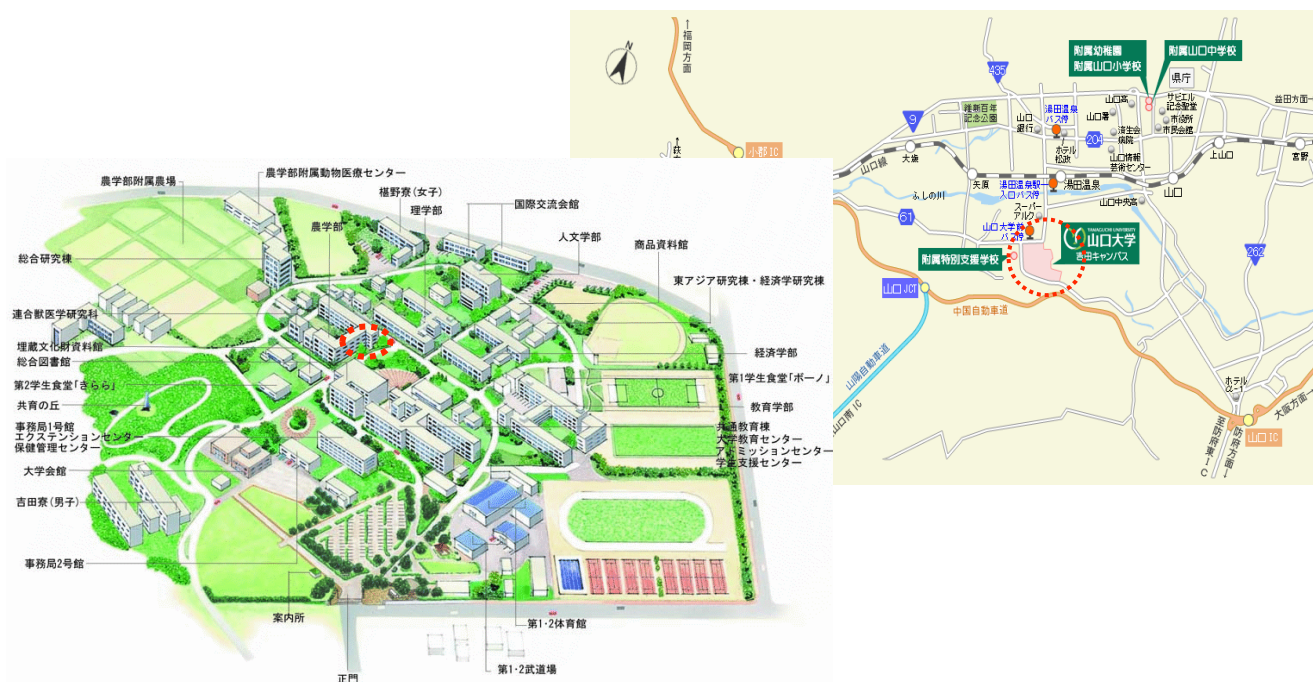 ↑福岡方面
N
小郡IC
435
9
204
61
262
附属幼稚園
附属山口小学校
附属山口中学校
県庁
維新百年
記念公園
山口
銀行
湯田温泉
バス停
山口高
山口署
サビエル
記念聖堂
市役所
市民会館
済生会
病院
ホテル
松政
山口情報
芸術センター
益田方面→
山口線
大歳
矢原
湯田温泉
山口
上山口
宮野
湯田温泉駅
入口バス停
ふしの川
スーパー
アルク
山口中央高
山口大学前
バス停
YAMAGUCHI UNIVERSITY
山口大学
吉田キャンパス
附属特別支援学校
山口JCT
中国自動車道
山陽自動車道
山口南IC
ホテル
α-1
大阪方面→
山口IC
防府方面→
至防府東IC
農学部附属農場
農学部附属動物医療センター
椹野寮(女子)
理学部
農学部
国際交流会館
人文学部
商品資料館
総合研究棟
東アジア研究棟・経済学研究棟
連合獣医学研究科
埋蔵文化財資料館
総合図書館
経済学部
第2学生食堂「きらら」
第1学生食堂「ボーノ」
共育の丘
教育学部
事務局1号館
エクステンションセンター
保健管理センター
共通教育棟
大学教育センター
アドミッションセンター
学生支援センター
大学会館
吉田寮(男子)
事務局2号館
案内所
第1・2体育館
第1・2武道場
正門